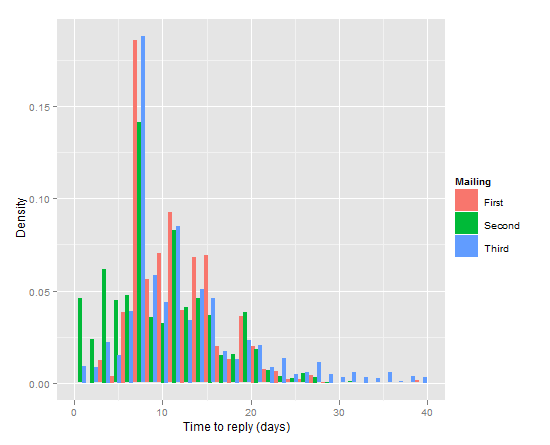 Density
0.15
0.10
0.05
0.00
0
10
20
30
40
Time to reply (days)
Mailing
First
Second
Third